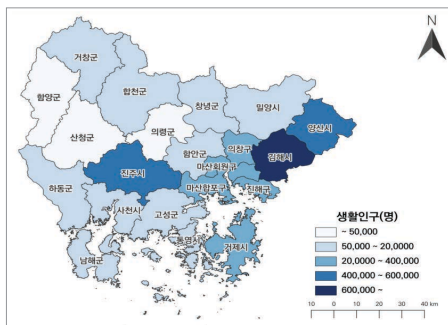 N
거창군
함양군
합천군
창녕군
밀양시
산청군
의령군
양산시
의창구
김해시
함안군
마산회원구
진주시
하동군
마산합포구
진해구
사천시
고성군
통영시
거제시
남해군
생활인구(명)
~ 50,000
50,000 ~ 20,0000
20,0000 ~ 400,000
400,000 ~ 600,000
600,000 ~
10 0 10 20 30 40 km